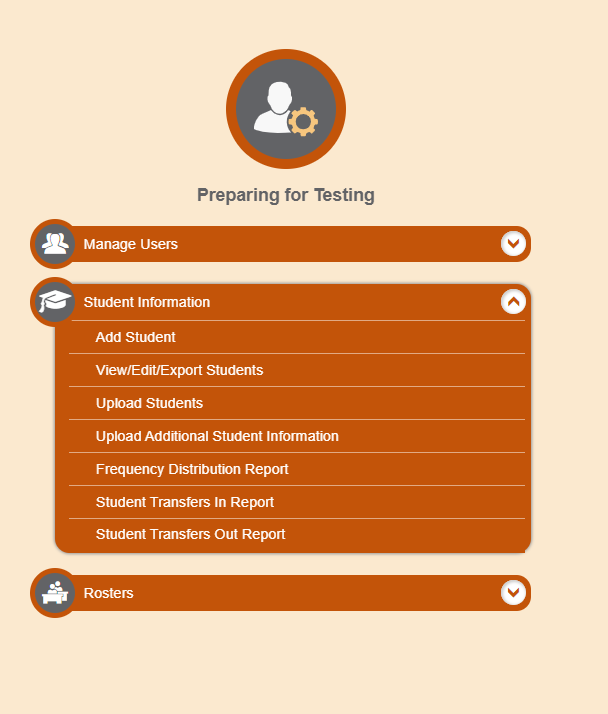 Preparing for Testing
Manage Users
Student Information
Add Student
View/Edit/Export Students
Upload Students
Upload Additional Student Information
Frequency Distribution Report
Student Transfers In Report
Student Transfers Out Report
Rosters